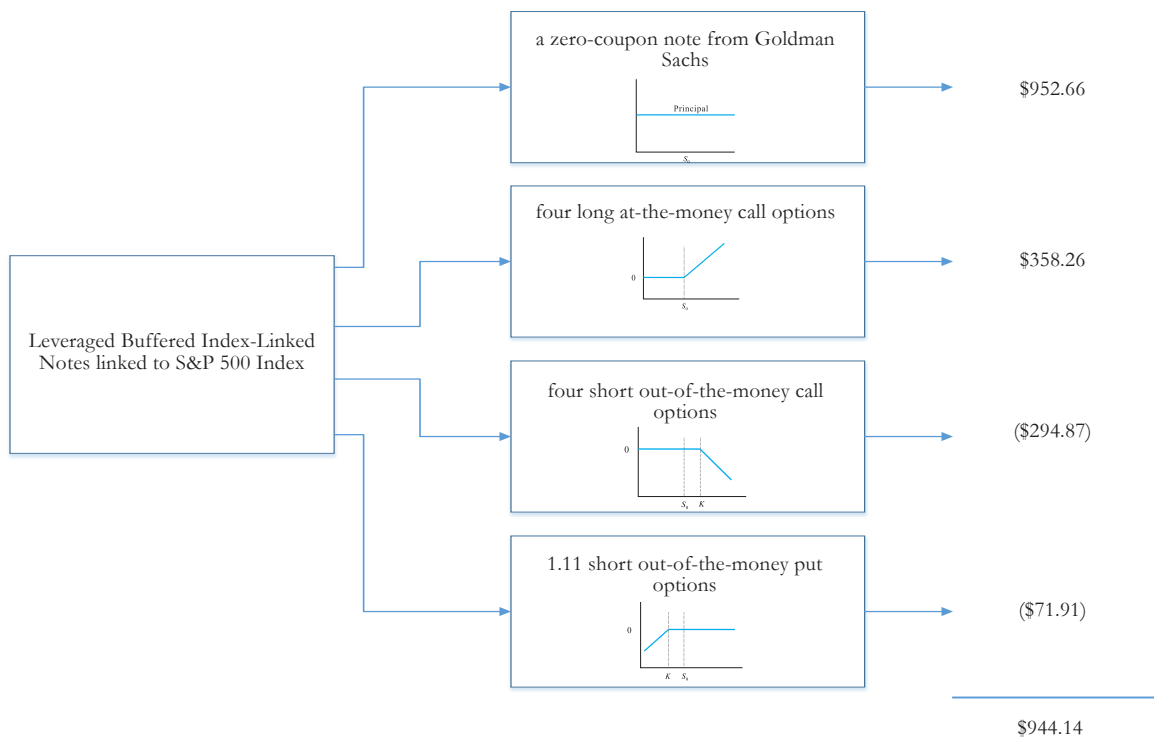 a zero-coupon note from Goldman
Sachs
Principal
S₀
$952.66
four long at-the-money call options
0
S₀
$358.26
Leveraged Buffered Index-Linked
Notes linked to S&P 500 Index
four short out-of-the-money call
options
0
S₀ K
($294.87)
1.11 short out-of-the-money put
options
0
K S₀
($71.91)
$944.14